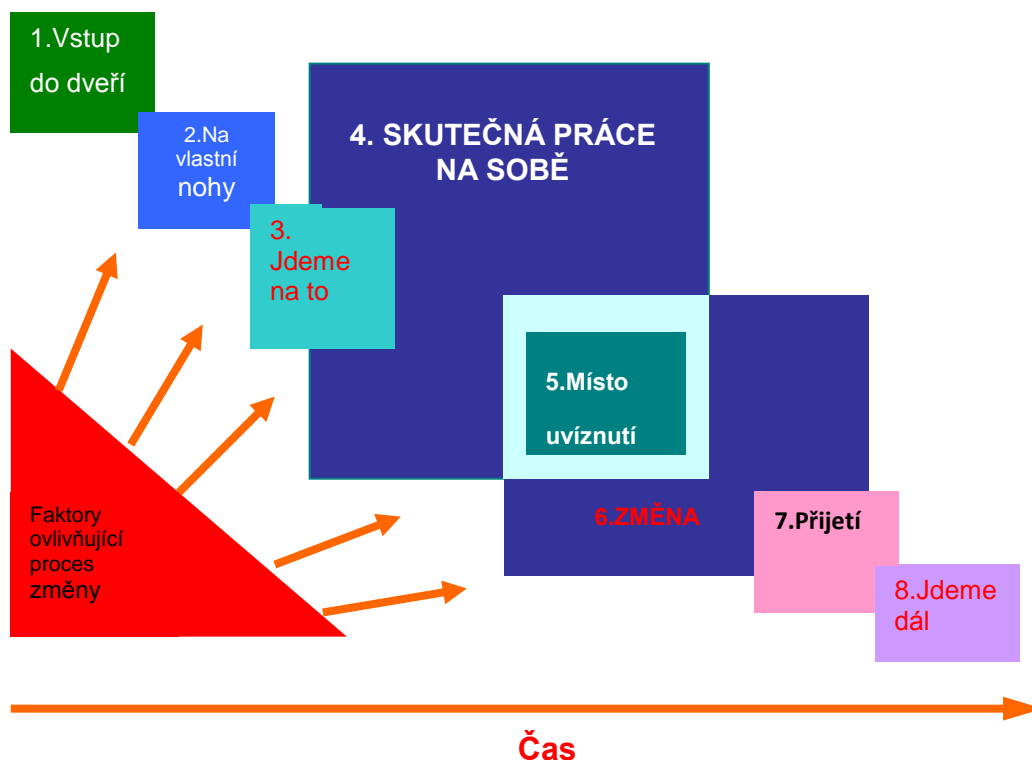 1.Vstup
do dveří
2.Na
vlastní
nohy
3.
Jdeme
na to
4. SKUTEČNÁ PRÁCE
NA SOBĚ
5.Místo
uvíznutí
6.ZMĚNA
7.Přijetí
8.Jdeme
dál
Faktory
ovlivňující
proces
změny
Čas